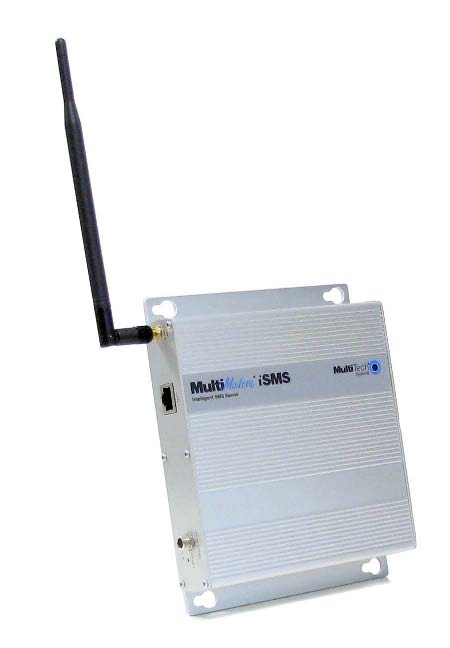 MultiModem iSMS
Intelligent SMS Server
MultiTech
Systems